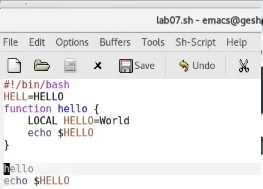 lab07.sh - emacs@gesh
File Edit Options Buffers Tools Sh-Script Help
Save Undo
#!/bin/bash
HELL=HELLO
function hello {
    LOCAL HELLO=World
    echo $HELLO
}

hello
echo $HELLO